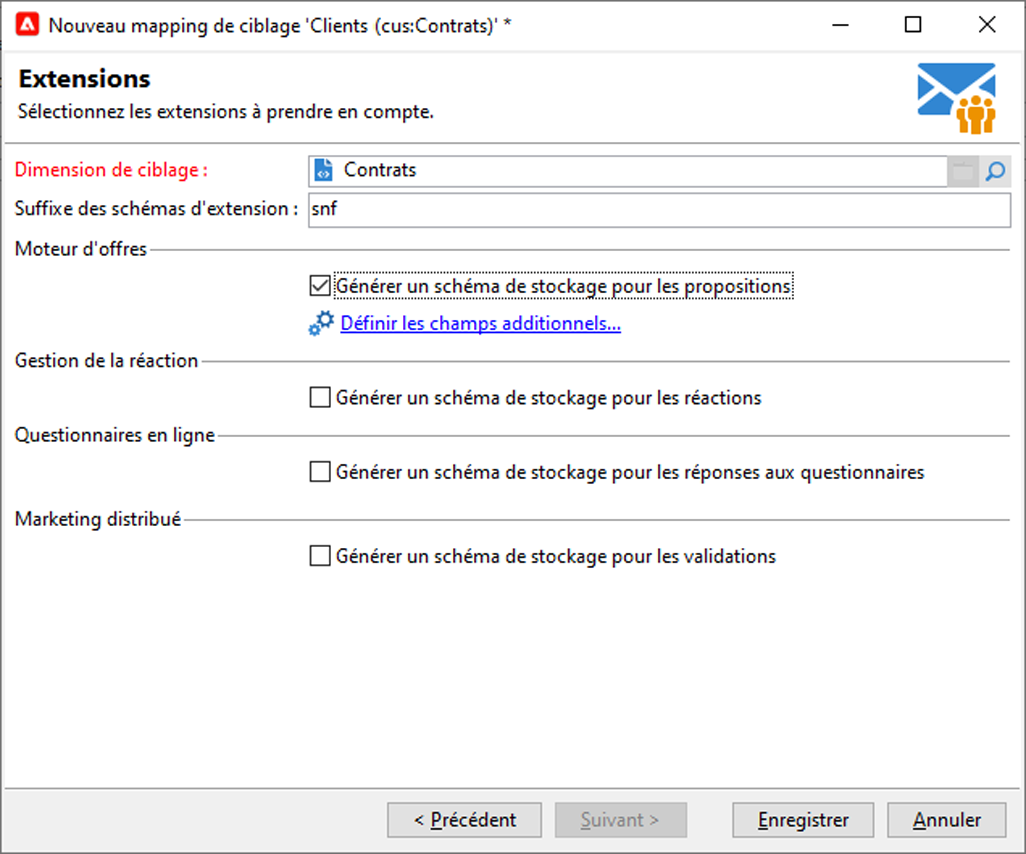 Nouveau mapping de ciblage 'Clients (cus:Contrats)' *
Extensions
Sélectionnez les extensions à prendre en compte.
Dimension de ciblage : Contrats
Suffixe des schémas d'extension : snf
Moteur d'offres
Générer un schéma de stockage pour les propositions
Définir les champs additionnels...
Gestion de la réaction
Générer un schéma de stockage pour les réactions
Questionnaires en ligne
Générer un schéma de stockage pour les réponses aux questionnaires
Marketing distribué
Générer un schéma de stockage pour les validations
< Précédent Suivant > Enregistrer Annuler